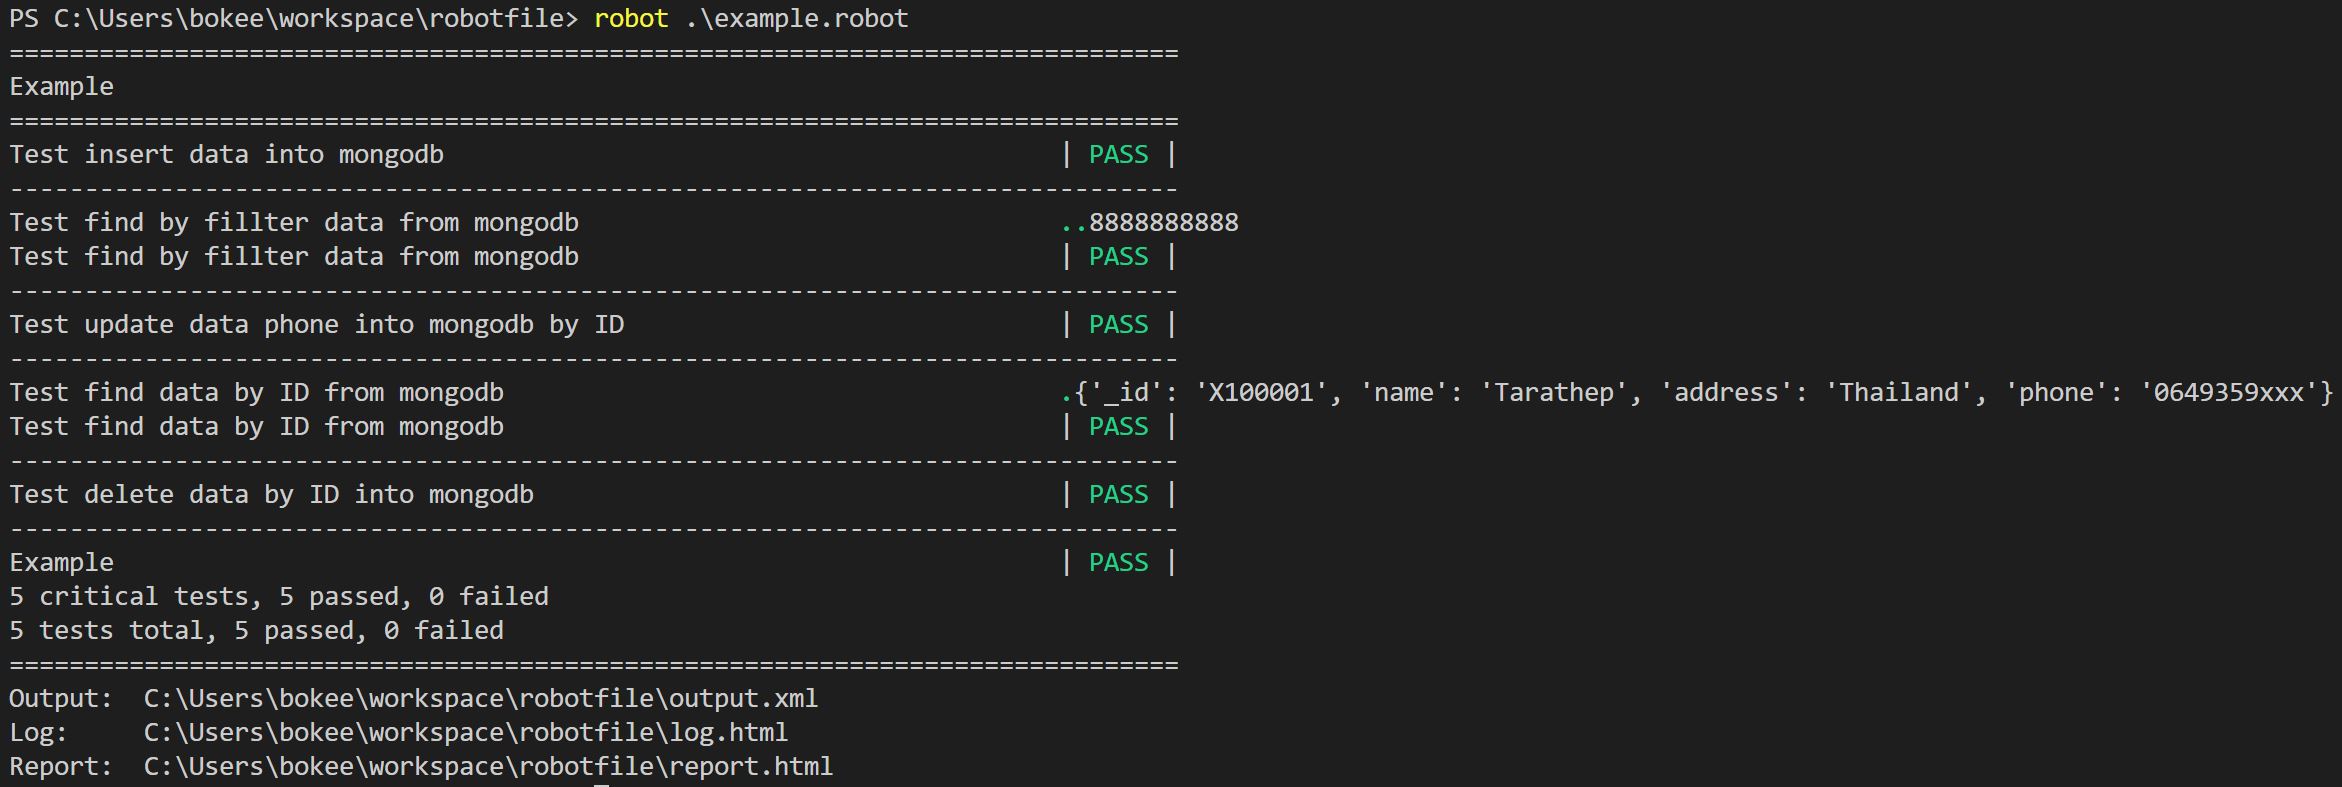 PS C:\Users\bokee\workspace\robotfile> robot .\example.robot
==============================================================================
Example
==============================================================================
Test insert data into mongodb                                         | PASS |
------------------------------------------------------------------------------
Test find by fillter data from mongodb                                ..8888888888
Test find by fillter data from mongodb                                | PASS |
------------------------------------------------------------------------------
Test update data phone into mongodb by ID                             | PASS |
------------------------------------------------------------------------------
Test find data by ID from mongodb                                     .{'_id': 'X100001', 'name': 'Tarathep', 'address': 'Thailand', 'phone': '0649359xxx'}
Test find data by ID from mongodb                                     | PASS |
------------------------------------------------------------------------------
Test delete data by ID into mongodb                                   | PASS |
------------------------------------------------------------------------------
Example                                                               | PASS |
5 critical tests, 5 passed, 0 failed
5 tests total, 5 passed, 0 failed
==============================================================================
Output:  C:\Users\bokee\workspace\robotfile\output.xml
Log:     C:\Users\bokee\workspace\robotfile\log.html
Report:  C:\Users\bokee\workspace\robotfile\report.html